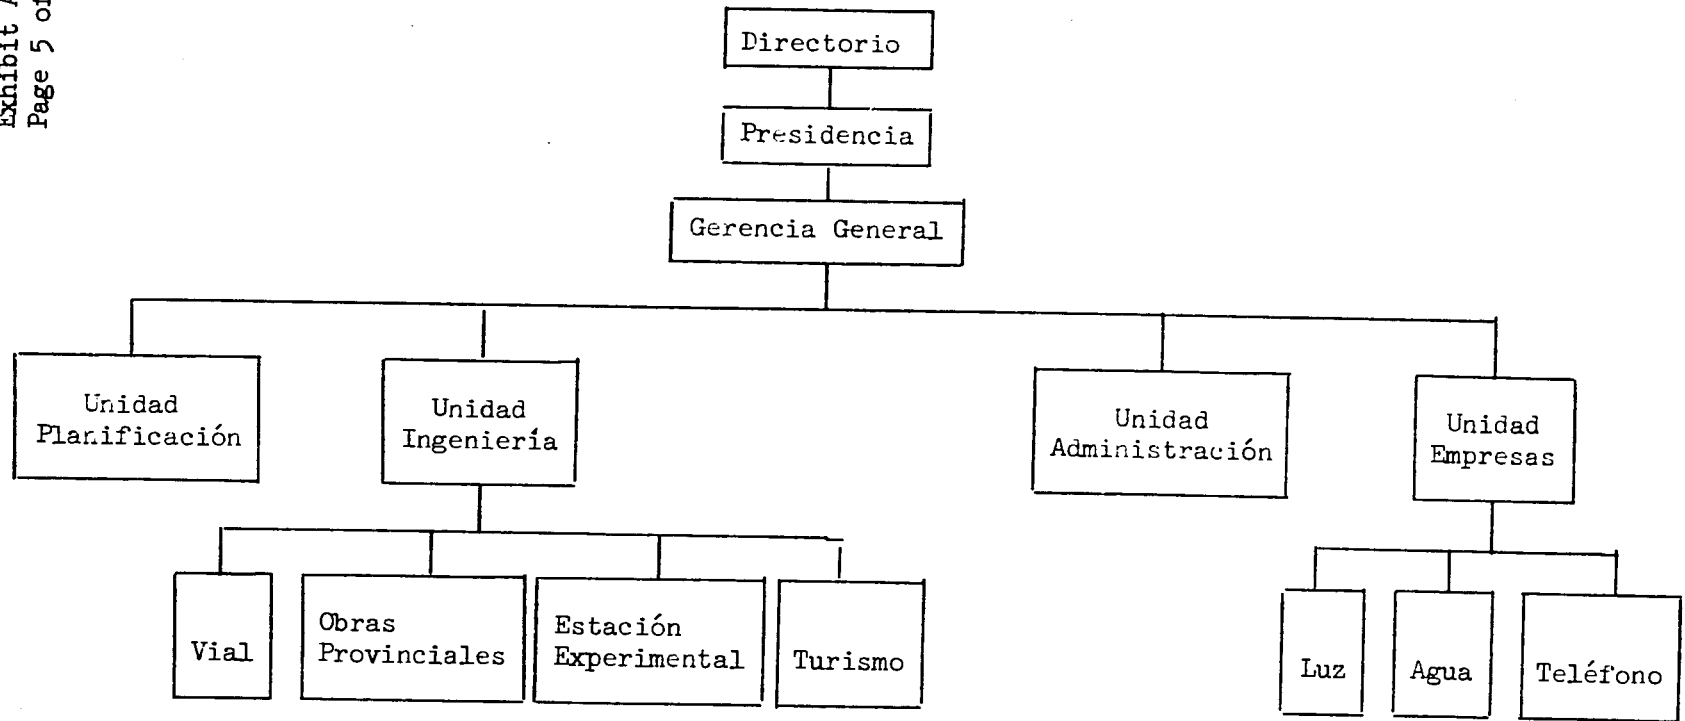 Exhibit A
Page 5 of
Directorio
Presidencia
Gerencia General
Unidad
Planificación
Unidad
Ingeniería
Unidad
Administración
Unidad
Empresas
Vial
Obras
Provinciales
Estación
Experimental
Turismo
Luz
Agua
Teléfono